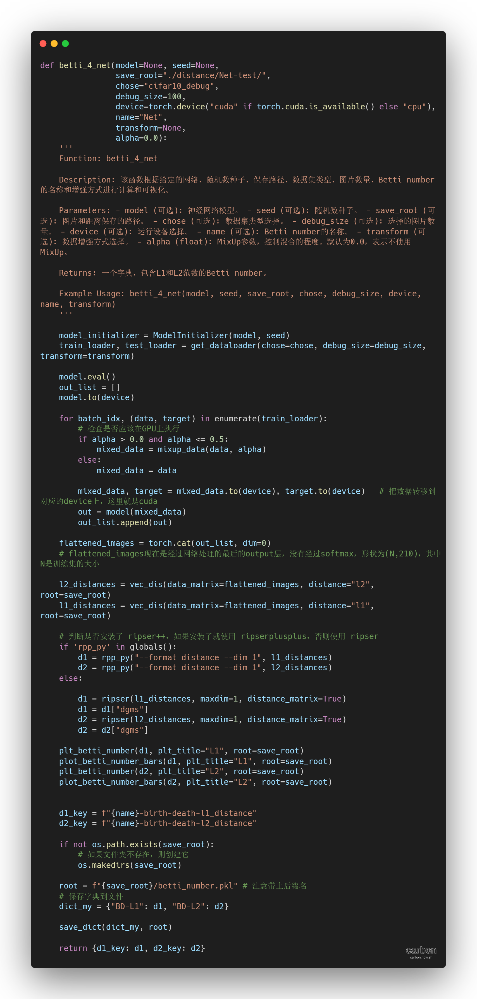 def betti_4_net(model=None, seed=None,
                save_root="./distance/Net-test/",
                chose="cifar10_debug",
                debug_size=100,
                device=torch.device("cuda" if torch.cuda.is_available() else "cpu"),
                name="Net",
                transform=None,
                alpha=0.0):
    '''
    Function: betti_4_net

    Description: 该函数根据给定的网络、随机数种子、保存路径、数据集类型、图片数量、Betti number
的名称和增强方式进行计算和可视化。

    Parameters: - model (可选): 神经网络模型。 - seed (可选): 随机数种子。 - save_root (可
选): 图片和距离保存的路径。 - chose (可选): 数据集类型选择。 - debug_size (可选): 选择的图片数
量。 - device (可选): 运行设备选择。 - name (可选): Betti number的名称。 - transform (可
选): 数据增强方式选择。 - alpha (float): MixUp参数，控制混合的程度。默认为0.0，表示不使用
MixUp。

    Returns: 一个字典，包含L1和L2范数的Betti number。

    Example Usage: betti_4_net(model, seed, save_root, chose, debug_size, device,
name, transform)
    '''

    model_initializer = ModelInitializer(model, seed)
    train_loader, test_loader = get_dataloader(chose=chose, debug_size=debug_size,
transform=transform)

    model.eval()
    out_list = []
    model.to(device)

    for batch_idx, (data, target) in enumerate(train_loader):
        # 检查是否应该在GPU上执行
        if alpha > 0.0 and alpha <= 0.5:
            mixed_data = mixup_data(data, alpha)
        else:
            mixed_data = data

        mixed_data, target = mixed_data.to(device), target.to(device)   # 把数据转移到
对应的device上，这里就是cuda
        out = model(mixed_data)
        out_list.append(out)

    flattened_images = torch.cat(out_list, dim=0)
    # flattened_images现在是经过网络处理的最后的output层，没有经过softmax，形状为(N,210)，其中
N是训练集的大小

    l2_distances = vec_dis(data_matrix=flattened_images, distance="l2",
root=save_root)
    l1_distances = vec_dis(data_matrix=flattened_images, distance="l1",
root=save_root)

    # 判断是否安装了 ripser++，如果安装了就使用 ripserplusplus，否则使用 ripser
    if 'rpp_py' in globals():
        d1 = rpp_py("--format distance --dim 1", l1_distances)
        d2 = rpp_py("--format distance --dim 1", l2_distances)
    else:

        d1 = ripser(l1_distances, maxdim=1, distance_matrix=True)
        d1 = d1["dgms"]
        d2 = ripser(l2_distances, maxdim=1, distance_matrix=True)
        d2 = d2["dgms"]

    plt_betti_number(d1, plt_title="L1", root=save_root)
    plot_betti_number_bars(d1, plt_title="L1", root=save_root)
    plt_betti_number(d2, plt_title="L2", root=save_root)
    plot_betti_number_bars(d2, plt_title="L2", root=save_root)


    d1_key = f"{name}-birth-death-l1_distance"
    d2_key = f"{name}-birth-death-l2_distance"

    if not os.path.exists(save_root):
        # 如果文件夹不存在，则创建它
        os.makedirs(save_root)

    root = f"{save_root}/betti_number.pkl" # 注意带上后缀名
    # 保存字典到文件
    dict_my = {"BD-L1": d1, "BD-L2": d2}

    save_dict(dict_my, root)

    return {d1_key: d1, d2_key: d2}
carbon
carbon.now.sh